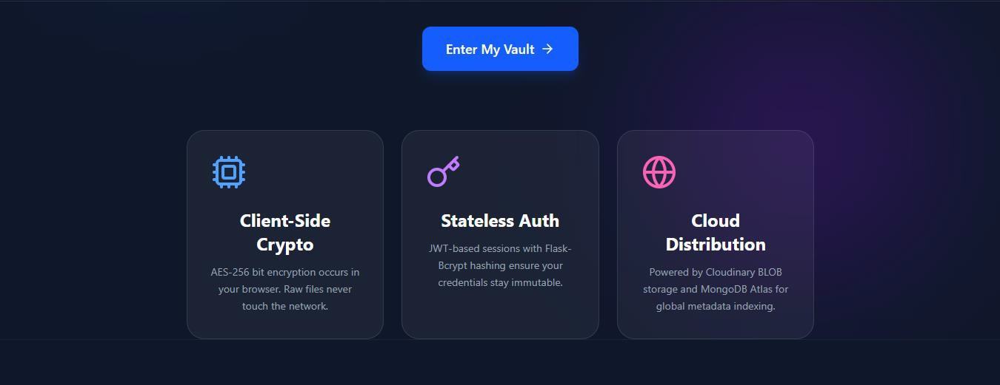 Enter My Vault
Client-Side
Crypto
AES-256 bit encryption occurs in
your browser. Raw files never
touch the network.
Stateless Auth
JWT-based sessions with Flask-
Bcrypt hashing ensure your
credentials stay immutable.
Cloud
Distribution
Powered by Cloudinary BLOB
storage and MongoDB Atlas for
global metadata indexing.